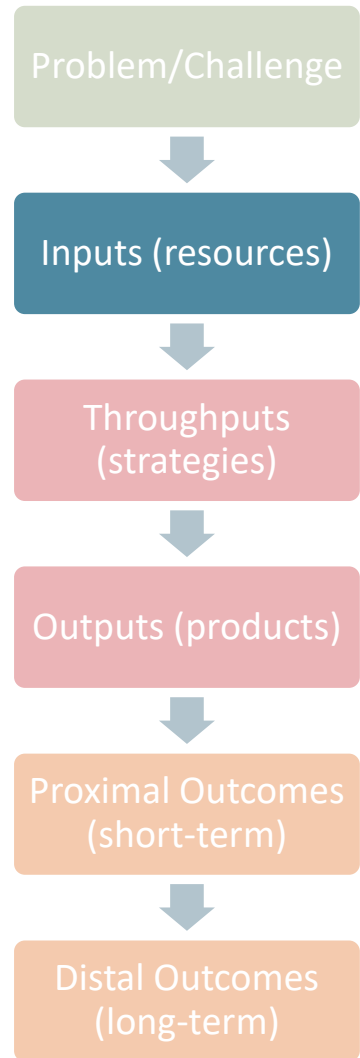 Problem/Challenge
Inputs (resources)
Throughputs
(strategies)
Outputs (products)
Proximal Outcomes
(short-term)
Distal Outcomes
(long-term)